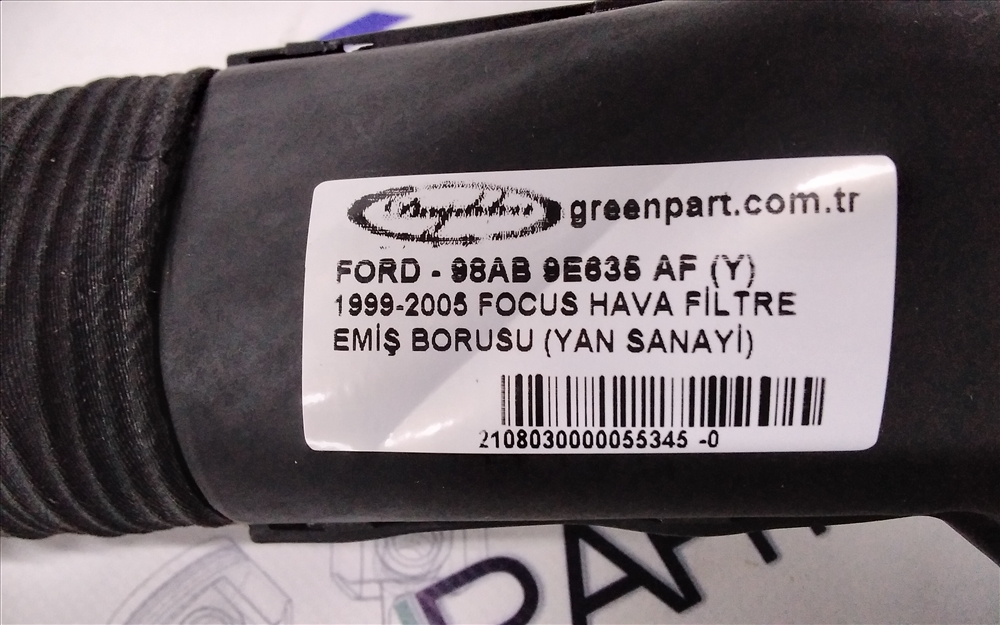 greenpart.com.tr
FORD - 98AB 9E635 AF (Y)
1999-2005 FOCUS HAVA FİLTRE
EMİŞ BORUSU (YAN SANAYİ)
2108030000055345 -0